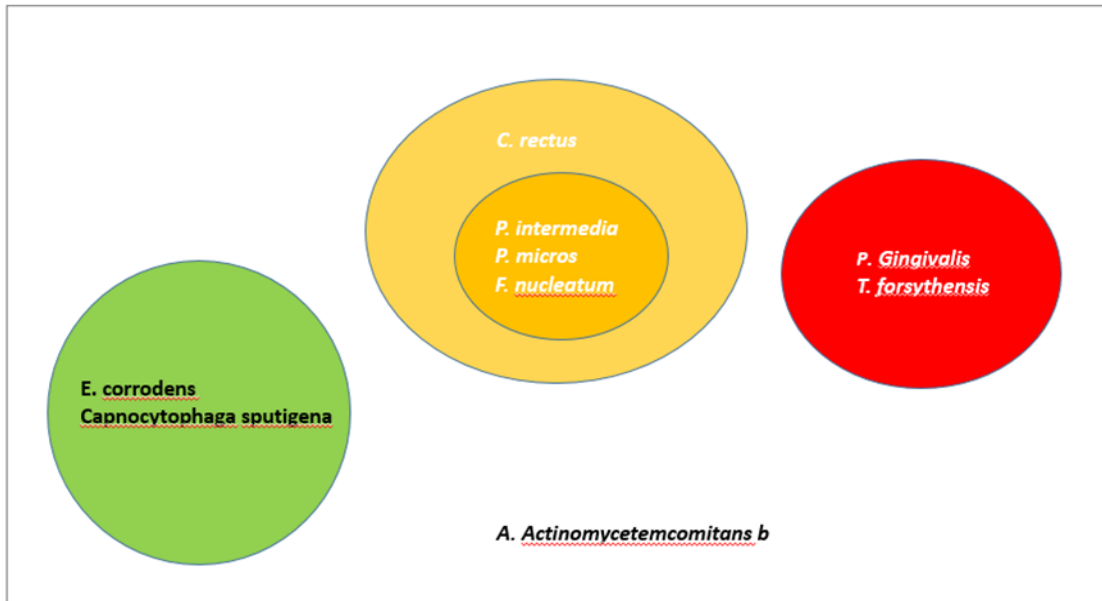 C. rectus
P. intermedia
P. micros
F. nucleatum
P. Gingivalis
T. forsythensis
E. corrodens
Capnocytophaga sputigena
A. Actinomycetemcomitans b